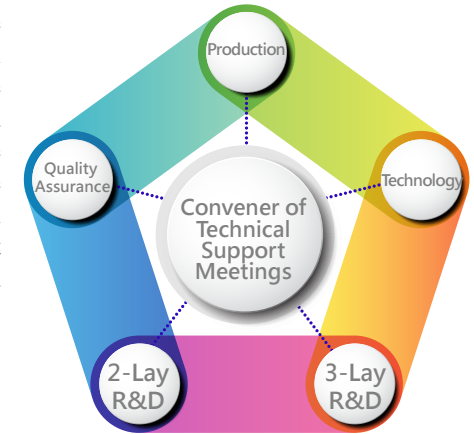 Production
Quality
Assurance
Technology
Convener of
Technical
Support
Meetings
2-Lay
R&D
3-Lay
R&D